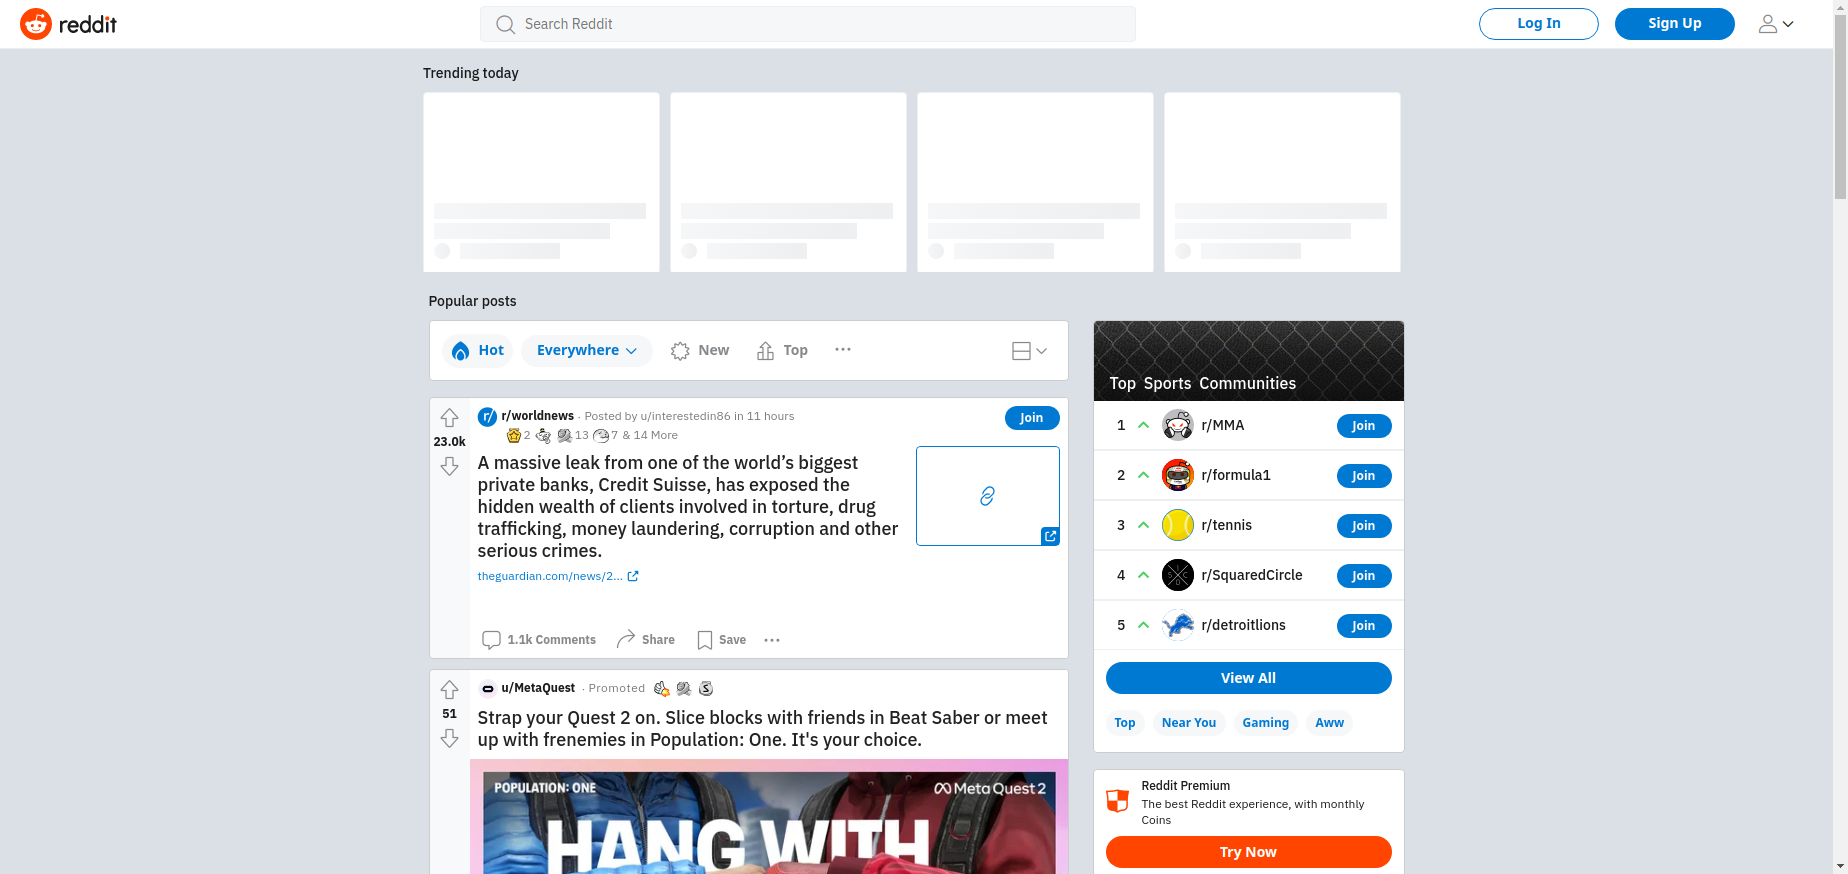 reddit
Search Reddit
Log In
Sign Up
Trending today
Popular posts
Hot
Everywhere
New
Top
r/worldnews · Posted by u/interestedin86 in 11 hours
Join
2 13 7 & 14 More
23.0k
A massive leak from one of the world’s biggest
private banks, Credit Suisse, has exposed the
hidden wealth of clients involved in torture, drug
trafficking, money laundering, corruption and other
serious crimes.
theguardian.com/news/2...
1.1k Comments
Share
Save
u/MetaQuest · Promoted
51
Strap your Quest 2 on. Slice blocks with friends in Beat Saber or meet
up with frenemies in Population: One. It's your choice.
POPULATION: ONE
Meta Quest 2
HANG WITH
Top Sports Communities
1 r/MMA Join
2 r/formula1 Join
3 r/tennis Join
4 r/SquaredCircle Join
5 r/detroitlions Join
View All
Top
Near You
Gaming
Aww
Reddit Premium
The best Reddit experience, with monthly
Coins
Try Now